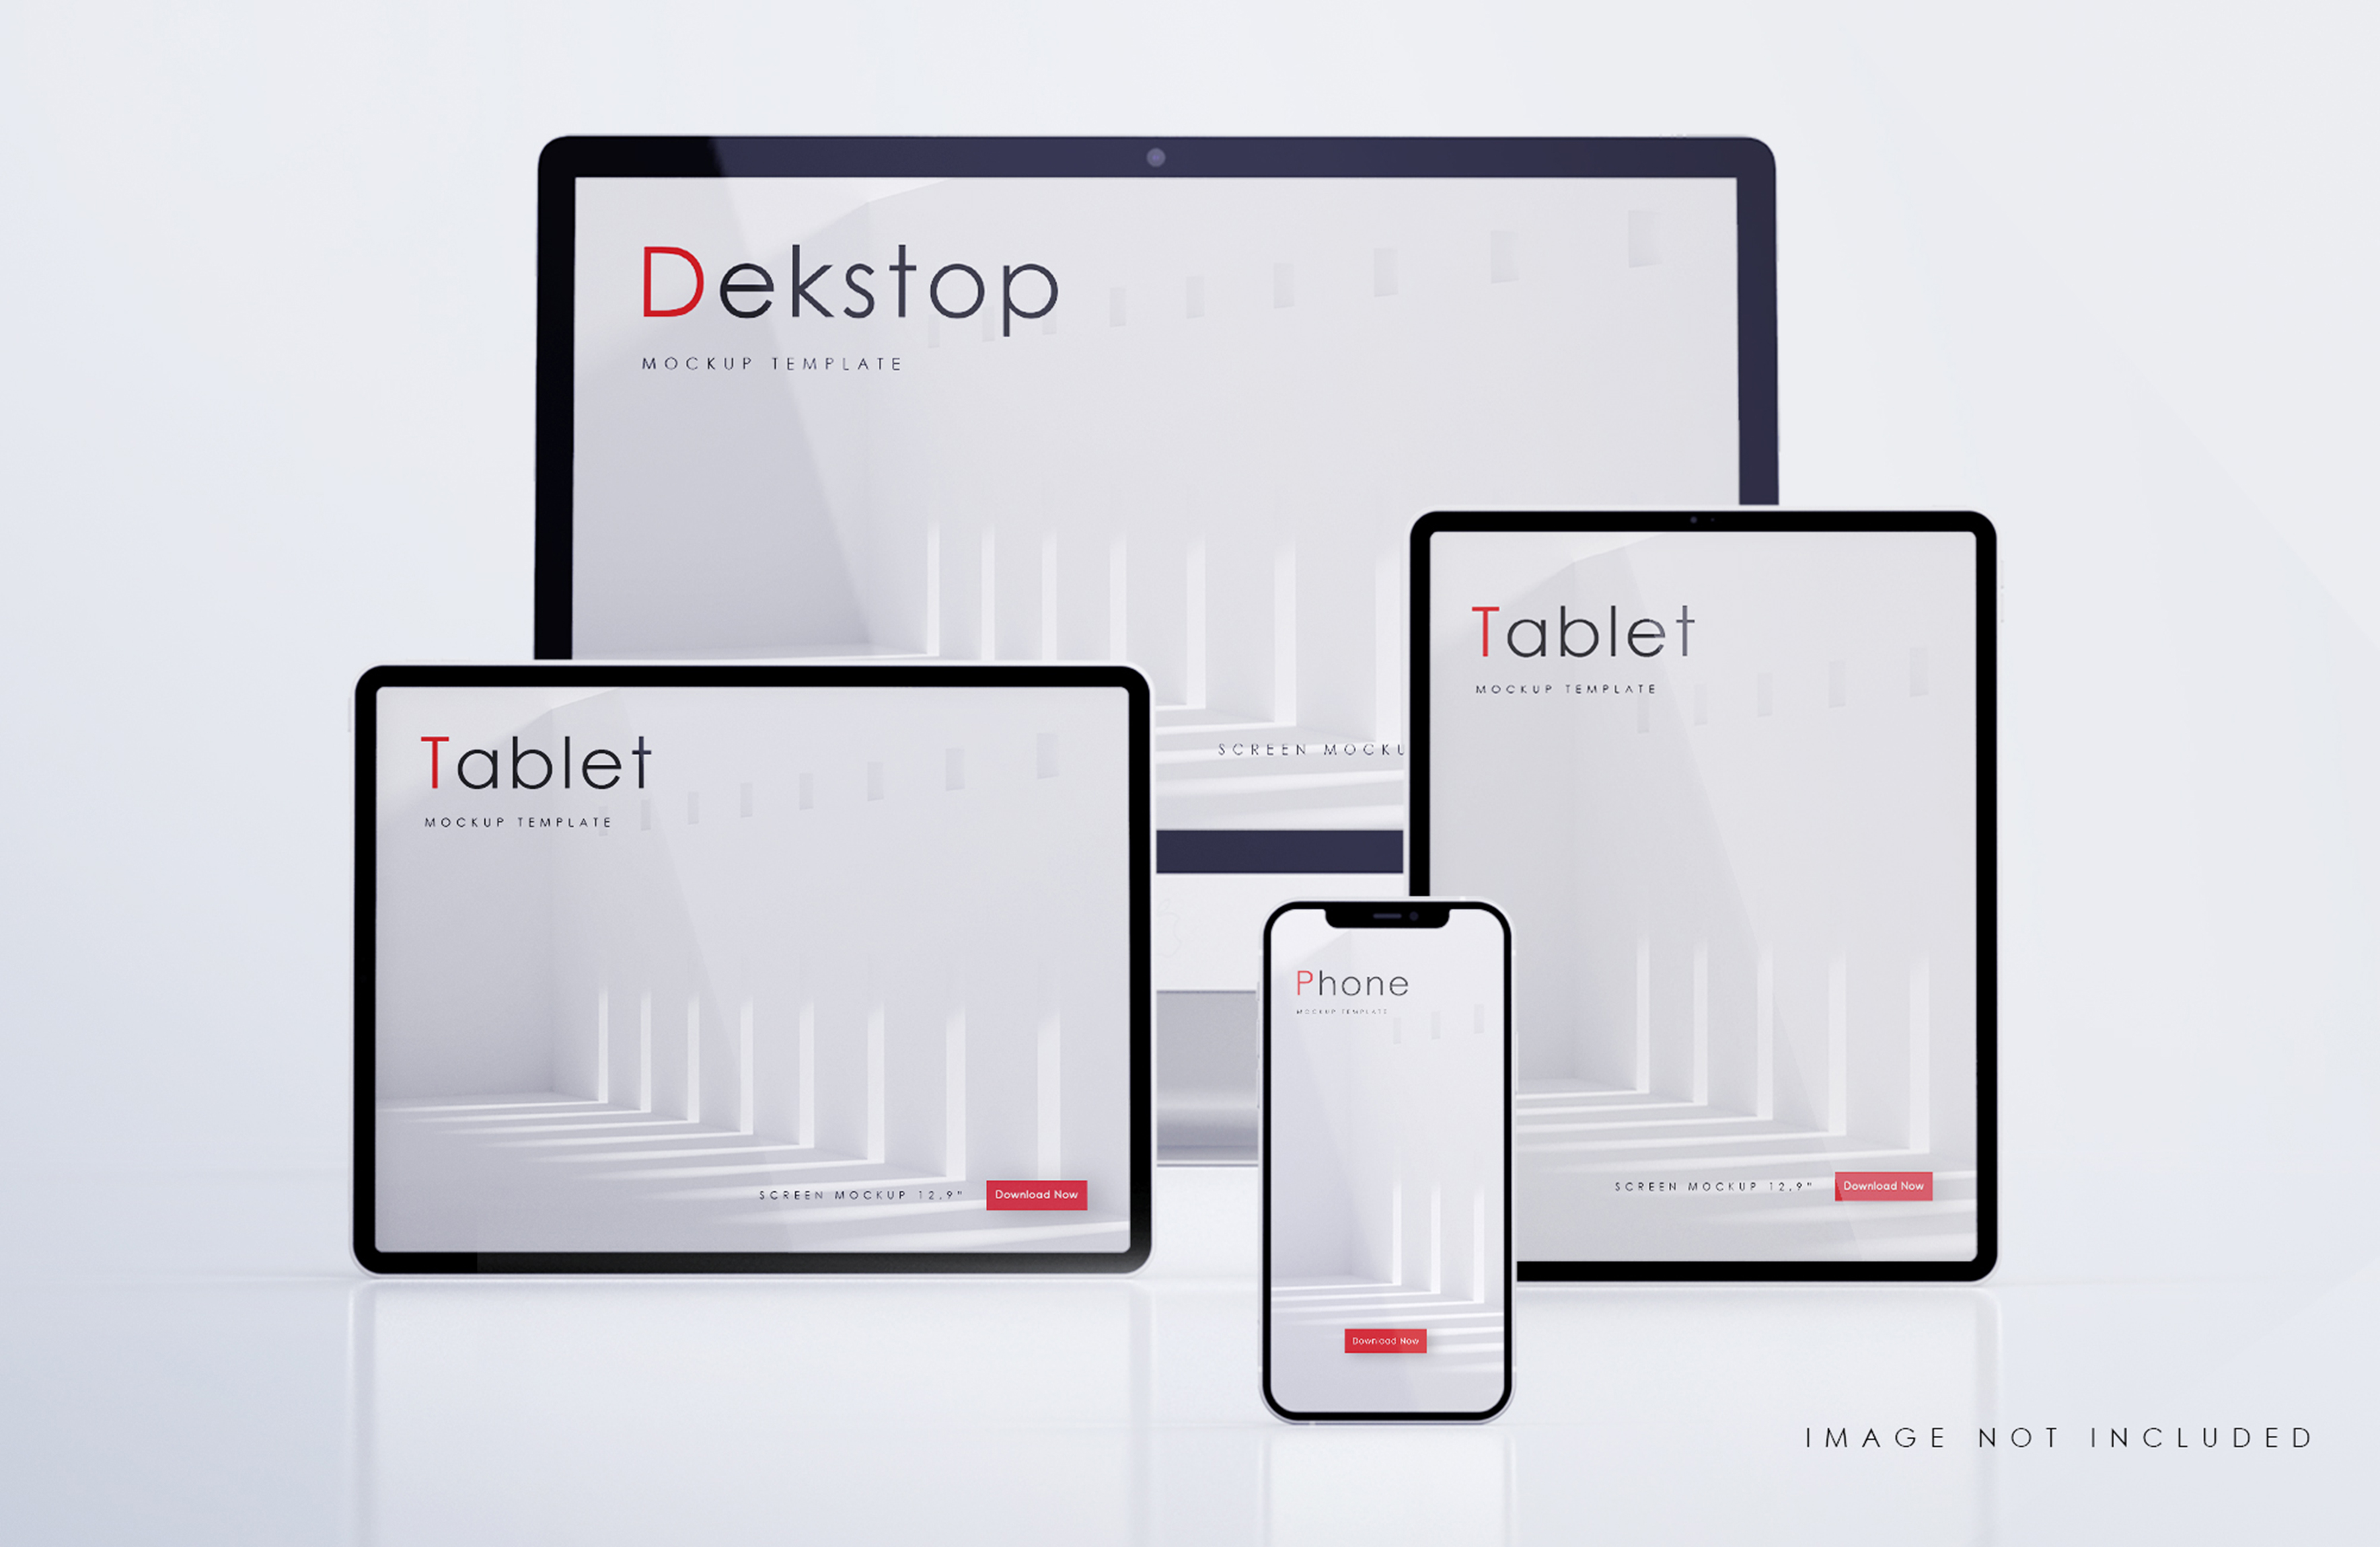 Dekstop
MOCKUP TEMPLATE
SCREEN MOCKU
Tablet
MOCKUP TEMPLATE
SCREEN MOCKUP 12,9"
Download Now
Tablet
MOCKUP TEMPLATE
SCREEN MOCKUP 12,9"
Download Now
Phone
MOCKUP TEMPLATE
Download Now
IMAGE NOT INCLUDED